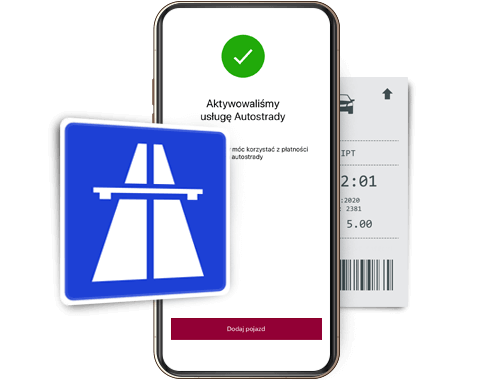 Aktywowaliśmy
usługę Autostrady
móc korzystać z płatności
autostrady
Dodaj pojazd
IPT
2:01
:2020
: 2381
5.00